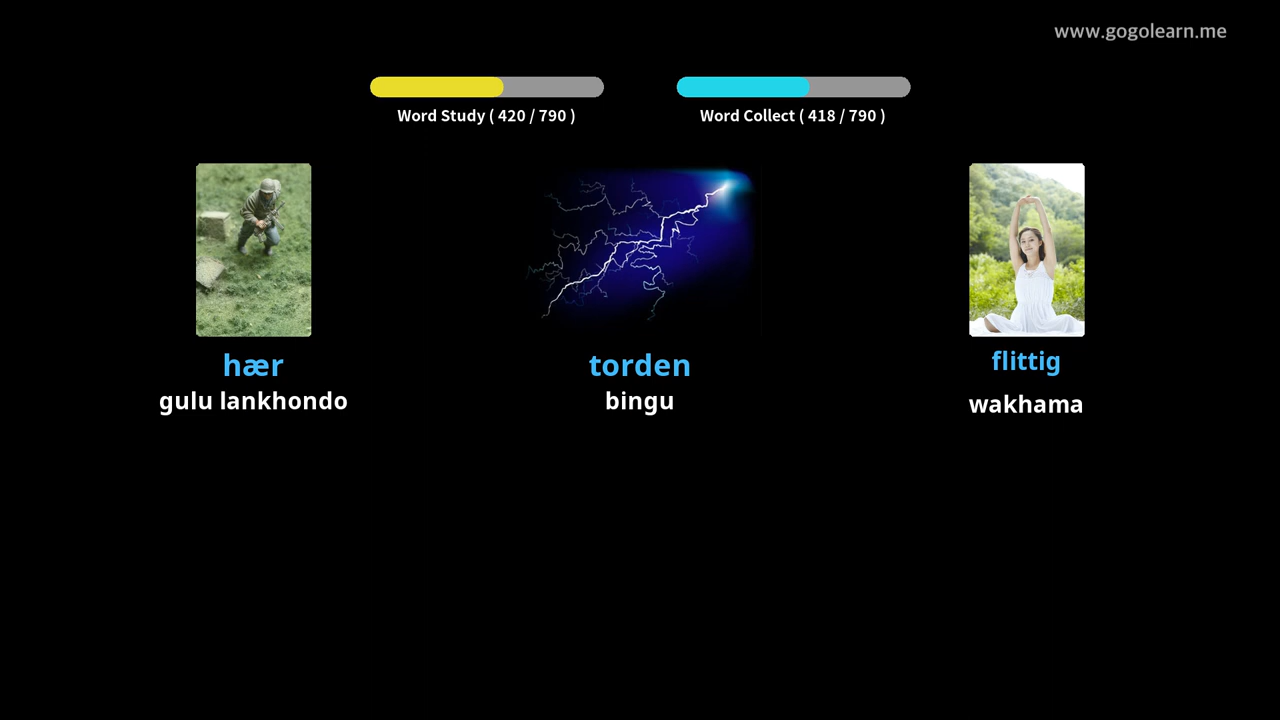 www.gogolearn.me
Word Study ( 420 / 790 )
Word Collect ( 418 / 790 )
hær
gulu lankhondo
torden
bingu
flittig
wakhama